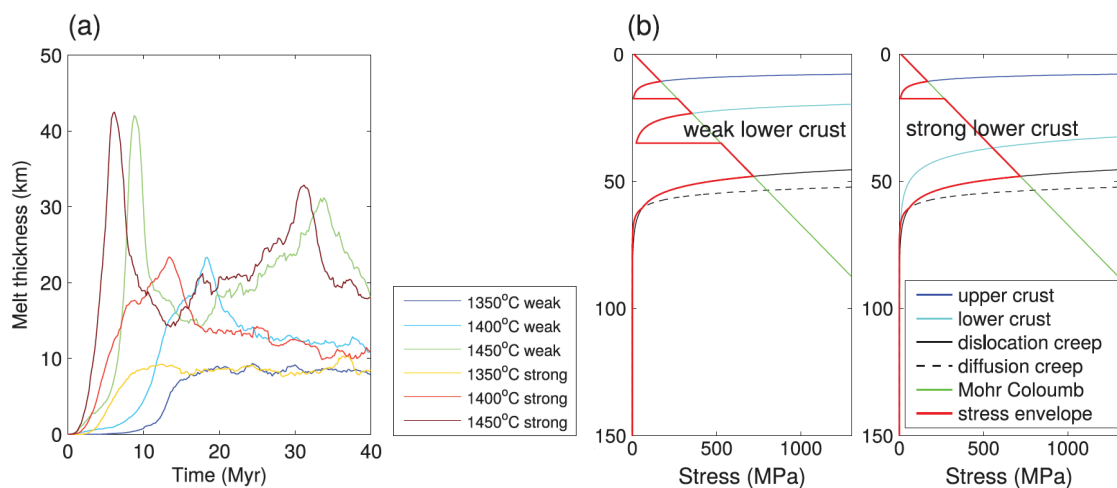 (a)
50
40
30
20
10
0
Melt thickness (km)
0 10 20 30 40
Time (Myr)
1350°C weak
1400°C weak
1450°C weak
1350°C strong
1400°C strong
1450°C strong
(b)
0
50
100
150
weak lower crust
0 500 1000
Stress (MPa)
0
50
100
150
strong lower crust
upper crust
lower crust
dislocation creep
diffusion creep
Mohr Coloumb
stress envelope
0 500 1000
Stress (MPa)